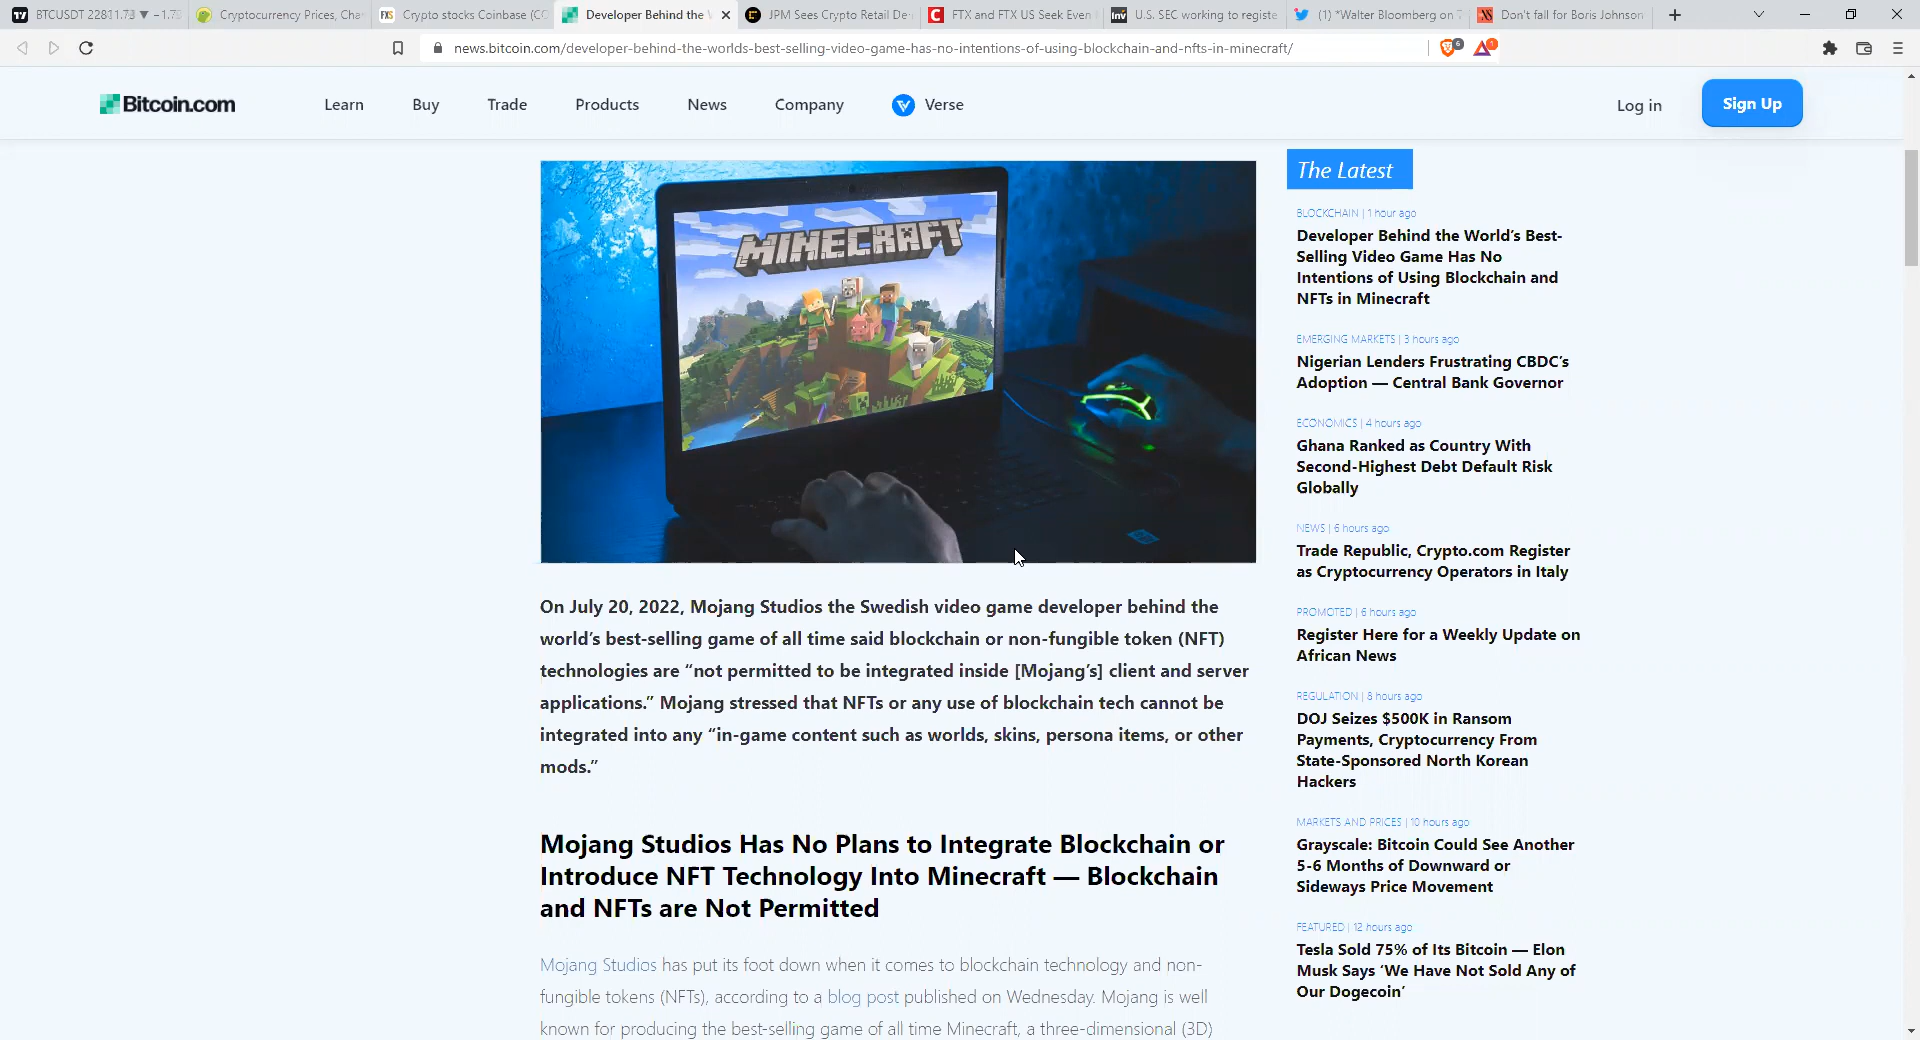 BTCUSDT 22811.73 ▼ −1.7
Cryptocurrency Prices, Cha
Crypto stocks Coinbase (CO
Developer Behind the W
JPM Sees Crypto Retail De
FTX and FTX US Seek Even
U.S. SEC working to registe
(1) *Walter Bloomberg on
Don't fall for Boris Johnson
news.bitcoin.com/developer-behind-the-worlds-best-selling-video-game-has-no-intentions-of-using-blockchain-and-nfts-in-minecraft/
6
1
Bitcoin.com
Learn
Buy
Trade
Products
News
Company
Verse
Log in
Sign Up
MINECRAFT
On July 20, 2022, Mojang Studios the Swedish video game developer behind the
world’s best-selling game of all time said blockchain or non-fungible token (NFT)
technologies are “not permitted to be integrated inside [Mojang’s] client and server
applications.” Mojang stressed that NFTs or any use of blockchain tech cannot be
integrated into any “in-game content such as worlds, skins, persona items, or other
mods.”
Mojang Studios Has No Plans to Integrate Blockchain or
Introduce NFT Technology Into Minecraft — Blockchain
and NFTs are Not Permitted
Mojang Studios has put its foot down when it comes to blockchain technology and non-
fungible tokens (NFTs), according to a blog post published on Wednesday. Mojang is well
known for producing the best-selling game of all time Minecraft, a three-dimensional (3D)
The Latest
BLOCKCHAIN | 1 hour ago
Developer Behind the World’s Best-
Selling Video Game Has No
Intentions of Using Blockchain and
NFTs in Minecraft
EMERGING MARKETS | 3 hours ago
Nigerian Lenders Frustrating CBDC’s
Adoption — Central Bank Governor
ECONOMICS | 4 hours ago
Ghana Ranked as Country With
Second-Highest Debt Default Risk
Globally
NEWS | 6 hours ago
Trade Republic, Crypto.com Register
as Cryptocurrency Operators in Italy
PROMOTED | 6 hours ago
Register Here for a Weekly Update on
African News
REGULATION | 8 hours ago
DOJ Seizes $500K in Ransom
Payments, Cryptocurrency From
State-Sponsored North Korean
Hackers
MARKETS AND PRICES | 10 hours ago
Grayscale: Bitcoin Could See Another
5-6 Months of Downward or
Sideways Price Movement
FEATURED | 12 hours ago
Tesla Sold 75% of Its Bitcoin — Elon
Musk Says ‘We Have Not Sold Any of
Our Dogecoin’